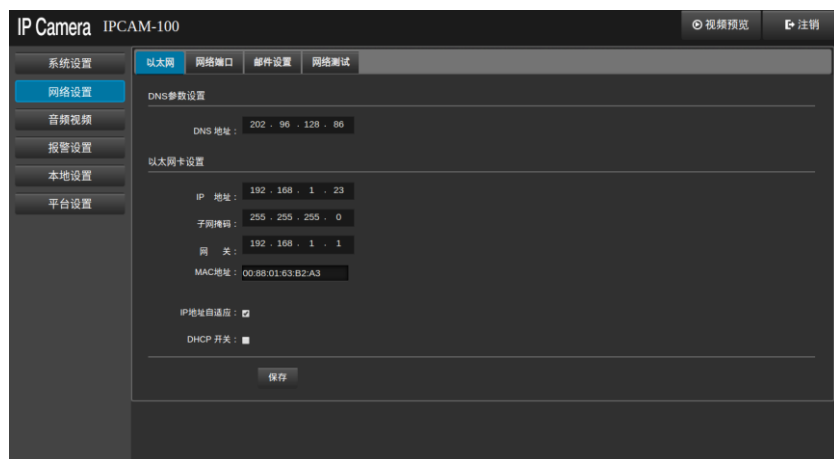 IP Camera IPCAM-100 视频预览 注销
系统设置
网络设置
音频视频
报警设置
本地设置
平台设置
以太网 网络端口 邮件设置 网络测试
DNS参数设置
DNS 地址： 202 . 96 . 128 . 86
以太网卡设置
IP 地址： 192 . 168 . 1 . 23
子网掩码： 255 . 255 . 255 . 0
网 关： 192 . 168 . 1 . 1
MAC地址： 00:88:01:63:B2:A3
IP地址自适应：
DHCP 开关：
保存